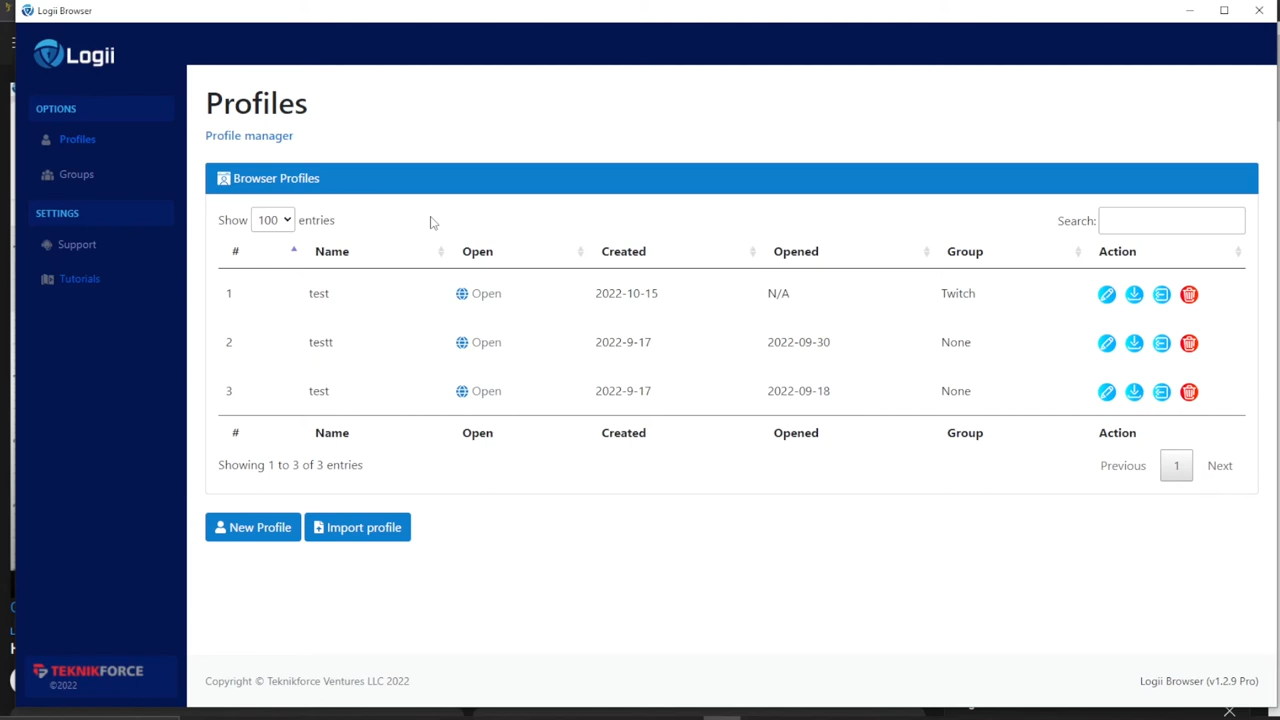 Logii Browser
Logii
OPTIONS
Profiles
Groups
SETTINGS
Support
Tutorials
TEKNIKFORCE
©2022
Profiles
Profile manager
Browser Profiles
Show 100 entries Search:
# Name Open Created Opened Group Action
1 test Open 2022-10-15 N/A Twitch
2 testt Open 2022-9-17 2022-09-30 None
3 test Open 2022-9-17 2022-09-18 None
# Name Open Created Opened Group Action
Showing 1 to 3 of 3 entries Previous 1 Next
New Profile Import profile
Copyright © Teknikforce Ventures LLC 2022 Logii Browser (v1.2.9 Pro)